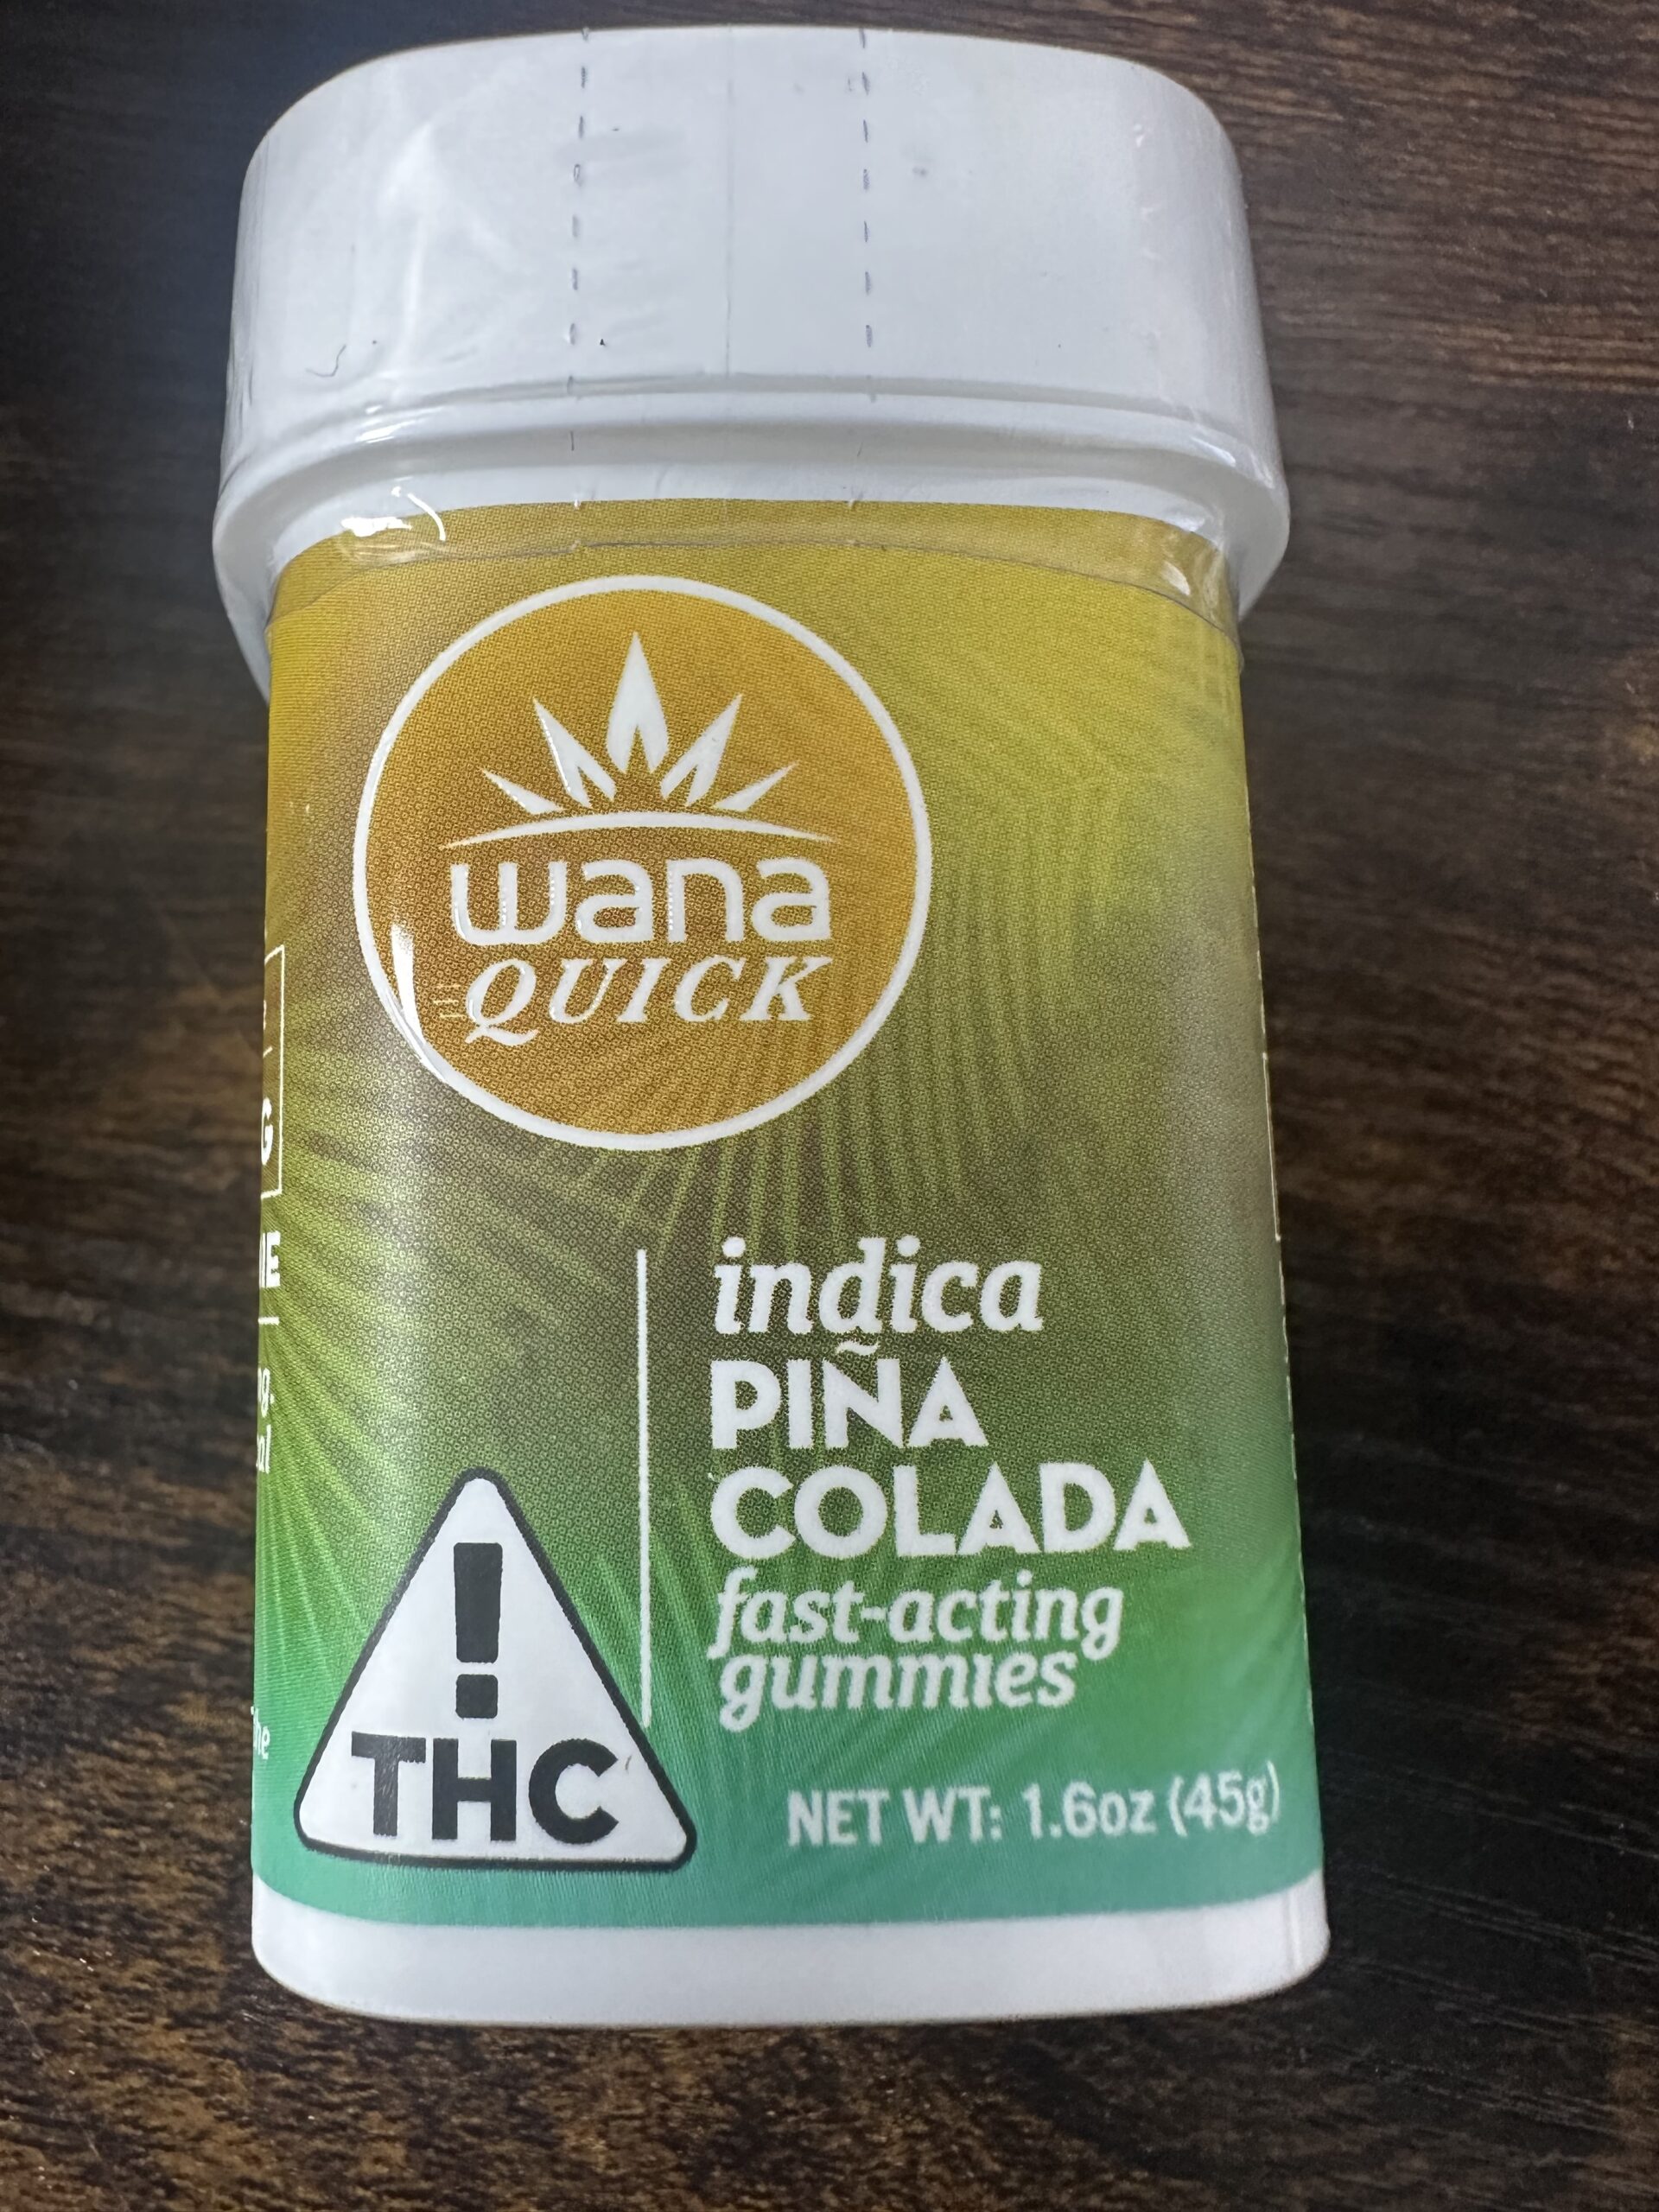 wana
QUICK
indica
PIÑA
COLADA
fast-acting
gummies
!
THC
NET WT: 1.6oz (45g)